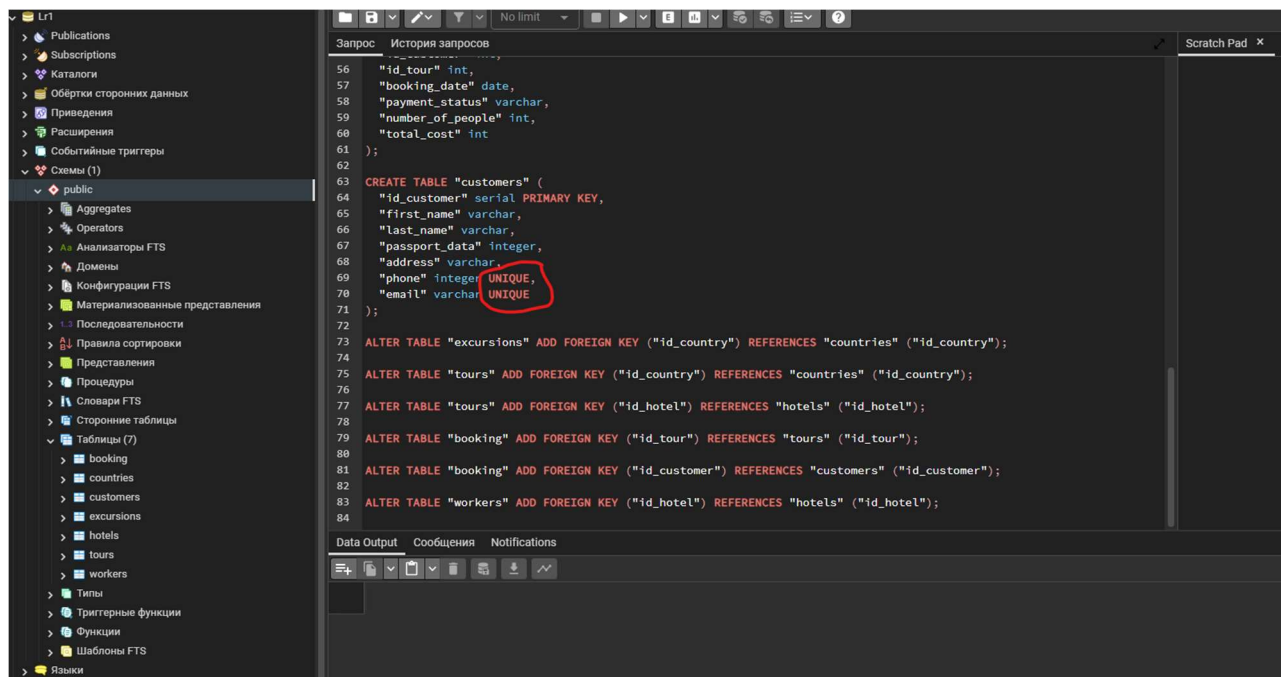 Lr1
Publications
Subscriptions
Каталоги
Обёртки сторонних данных
Приведения
Расширения
Событийные триггеры
Схемы (1)
public
Aggregates
Operators
Анализаторы FTS
Домены
Конфигурации FTS
Материализованные представления
Последовательности
Правила сортировки
Представления
Процедуры
Словари FTS
Сторонние таблицы
Таблицы (7)
booking
countries
customers
excursions
hotels
tours
workers
Типы
Триггерные функции
Функции
Шаблоны FTS
Языки
No limit
Запрос История запросов
Scratch Pad
56 "id_tour" int,
57 "booking_date" date,
58 "payment_status" varchar,
59 "number_of_people" int,
60 "total_cost" int
61 );
62
63 CREATE TABLE "customers" (
64 "id_customer" serial PRIMARY KEY,
65 "first_name" varchar,
66 "last_name" varchar,
67 "passport_data" integer,
68 "address" varchar,
69 "phone" integer UNIQUE,
70 "email" varchar UNIQUE
71 );
72
73 ALTER TABLE "excursions" ADD FOREIGN KEY ("id_country") REFERENCES "countries" ("id_country");
74
75 ALTER TABLE "tours" ADD FOREIGN KEY ("id_country") REFERENCES "countries" ("id_country");
76
77 ALTER TABLE "tours" ADD FOREIGN KEY ("id_hotel") REFERENCES "hotels" ("id_hotel");
78
79 ALTER TABLE "booking" ADD FOREIGN KEY ("id_tour") REFERENCES "tours" ("id_tour");
80
81 ALTER TABLE "booking" ADD FOREIGN KEY ("id_customer") REFERENCES "customers" ("id_customer");
82
83 ALTER TABLE "workers" ADD FOREIGN KEY ("id_hotel") REFERENCES "hotels" ("id_hotel");
84
Data Output Сообщения Notifications